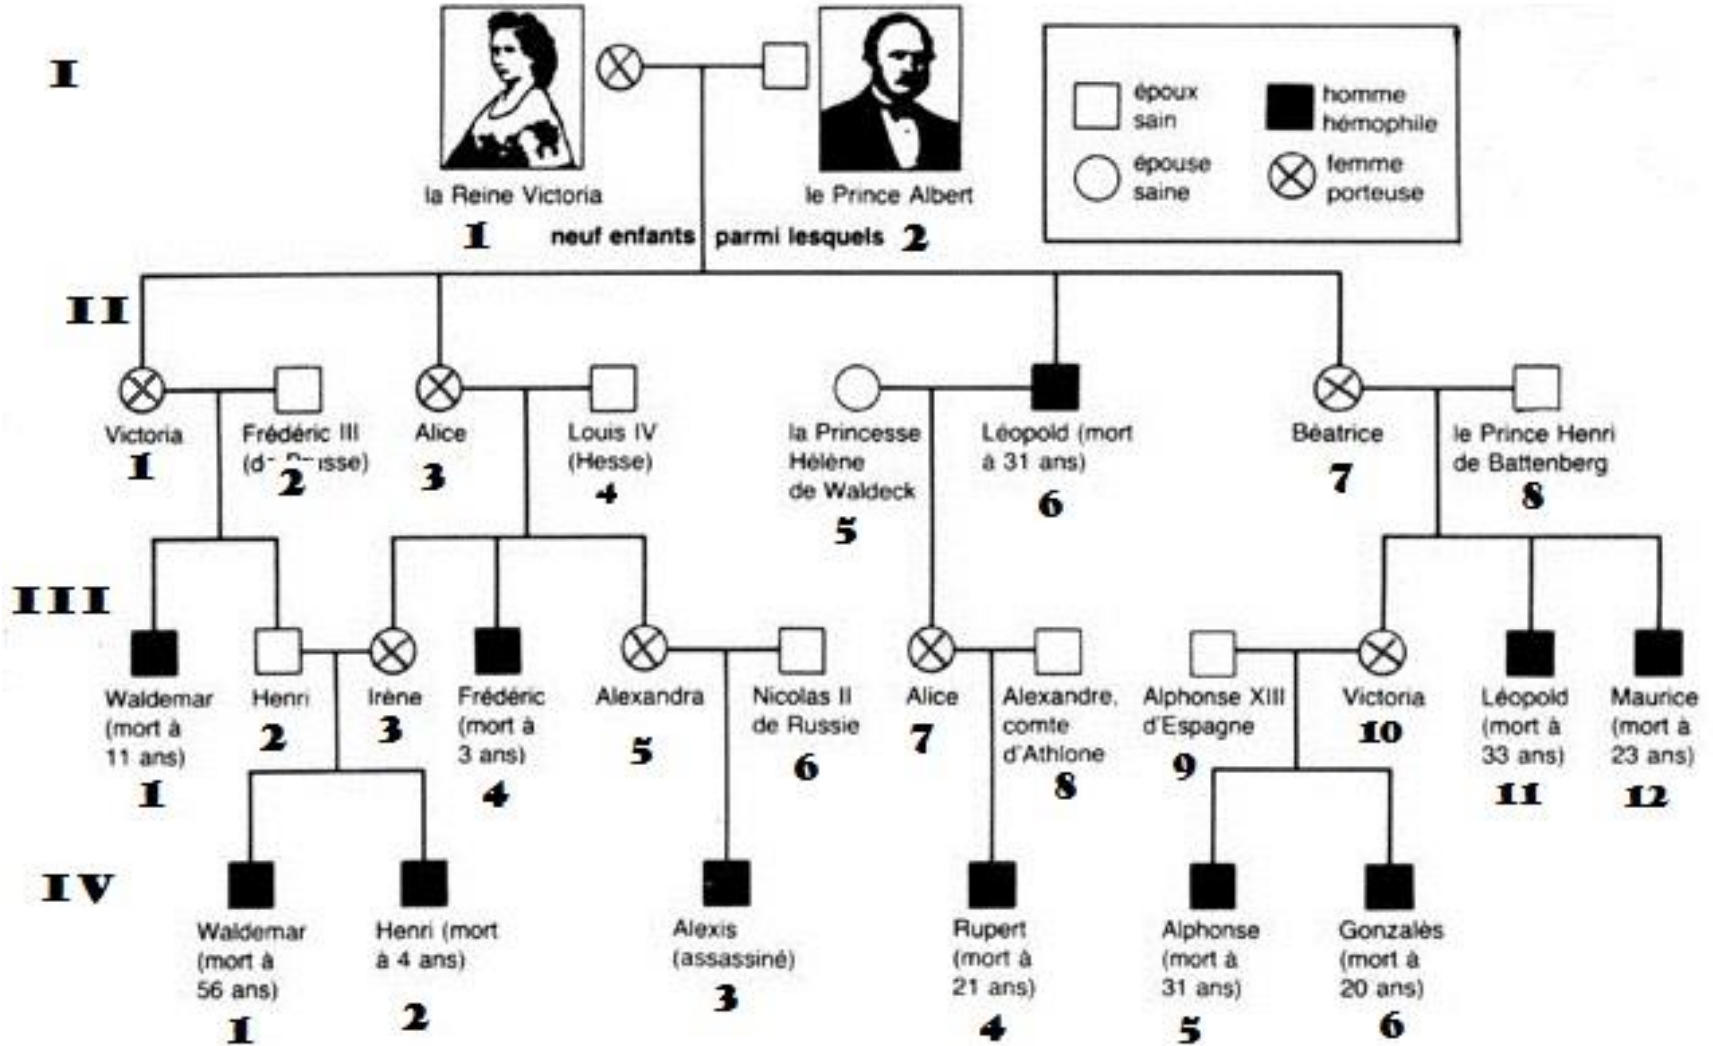 I
époux
sain
homme
hémophile
épouse
saine
femme
porteuse
la Reine Victoria
le Prince Albert
1
neuf enfants parmi lesquels
2
II
Victoria
1
Frédéric III
2
Alice
3
Louis IV
(Hesse)
4
la Princesse
Hélène
de Waldeck
5
Léopold (mort
à 31 ans)
6
Béatrice
7
le Prince Henri
de Battenberg
8
III
Waldemar
(mort à
11 ans)
1
Henri
2
Irène
3
Frédéric
(mort à
3 ans)
4
Alexandra
5
Nicolas II
de Russie
6
Alice
7
Alexandre,
comte
d'Athlone
8
Alphonse XIII
d'Espagne
9
Victoria
10
Léopold
(mort à
33 ans)
11
Maurice
(mort à
23 ans)
12
IV
Waldemar
(mort à
56 ans)
1
Henri (mort
à 4 ans)
2
Alexis
(assassiné)
3
Rupert
(mort à
21 ans)
4
Alphonse
(mort à
31 ans)
5
Gonzalès
(mort à
20 ans)
6